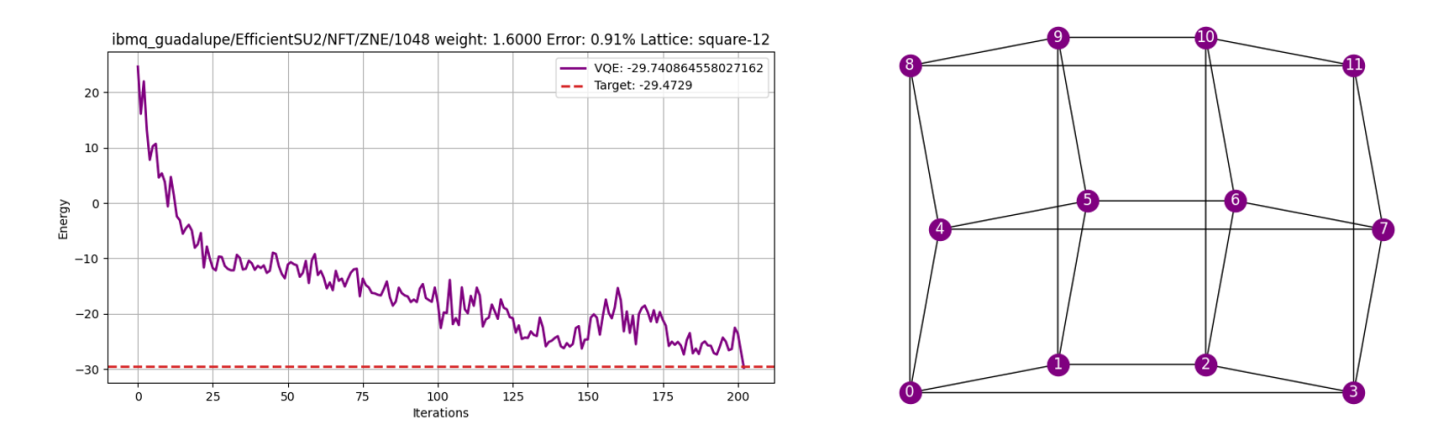 ibmq_guadalupe/EfficientSU2/NFT/ZNE/1048 weight: 1.6000 Error: 0.91% Lattice: square-12
VQE: -29.740864558027162
Target: -29.4729
Energy
20
10
0
−10
−20
−30
0 25 50 75 100 125 150 175 200
Iterations
9 10
8 11
5 6
4 7
1 2
0 3